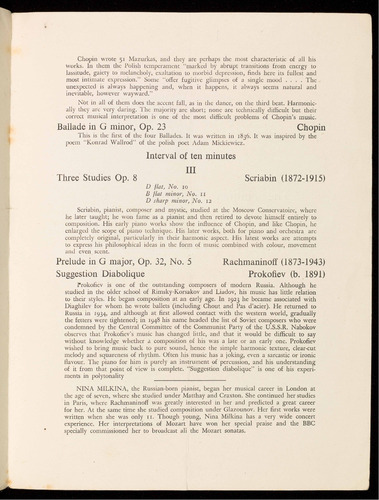 Chopin wrote 51 Mazurkas, and they are perhaps the most characteristic of all his
works. In them the Polish temperament "marked by abrupt transitions from energy to
lassitude, gaiety to melancholy, exaltation to morbid depression, finds here its fullest and
most intimate expression." Some "offer fugitive glimpses of a single mood . . . . The
unexpected is always happening and, when it happens, it always seems natural and
inevitable, however wayward."
Not in all of them does the accent fall, as in the dance, on the third beat. Harmonic-
ally they are very daring. The majority are short; none are technically difficult but their
correct musical interpretation is one of the most difficult problems of Chopin's music.
Ballade in G minor, Op. 23 Chopin
This is the first of the four Ballades. It was written in 1836. It was inspired by the
poem "Konrad Wallrod" of the polish poet Adam Mickiewicz.
Interval of ten minutes
III
Three Studies Op. 8 Scriabin (1872-1915)
D flat, No. 10
B flat minor, No. 11
D sharp minor, No. 12
Scriabin, pianist, composer and mystic, studied at the Moscow Conservatoire, where
he later taught; he won fame as a pianist and then retired to devote himself entirely to
composition. His early piano works show the influence of Chopin, and like Chopin, he
enlarged the scope of piano technique. His later works, both for piano and orchestra are
completely original, particularly in their harmonic aspect. His latest works are attempts
to express his philosophical ideas in the form of music combined with colour, movement
and even scent.
Prelude in G major, Op. 32, No. 5 Rachmaninoff (1873-1943)
Suggestion Diabolique Prokofiev (b. 1891)
Prokofiev is one of the outstanding composers of modern Russia. Although he
studied in the older school of Rimsky-Korsakov and Liadov, his music has little relation
to their styles. He began composition at an early age. In 1923 he became associated with
Diaghilev for whom he wrote ballets (including Chout and Pas d'acier). He returned to
Russia in 1934, and although at first allowed contact with the western world, gradually
the fetters were tightened; in 1948 his name headed the list of Soviet composers who were
condemned by the Central Committee of the Communist Party of the U.S.S.R. Nabokov
observes that Prokofiev's music has changed little, and that it would be difficult to say
without knowledge whether a composition of his was a late or an early one. Prokofiev
wished to bring music back to pure sound, hence the simple harmonic texture, clear-cut
melody and squareness of rhythm. Often his music has a joking, even a sarcastic or ironic
flavour. The piano for him is purely an instrument of percussion, and his understanding
of it from that point of view is complete. "Suggestion diabolique" is one of his experi-
ments in polytonality
NINA MILKINA, the Russian-born pianist, began her musical career in London at
the age of seven, where she studied under Matthay and Craxton. She continued her studies
in Paris, where Rachmaninoff was greatly interested in her and predicted a great career
for her. At the same time she studied composition under Glazounov. Her first works were
written when she was only 11. Though young, Nina Milkina has a very wide concert
experience. Her interpretations of Mozart have won her special praise and the BBC
specially commissioned her to broadcast all the Mozart sonatas.